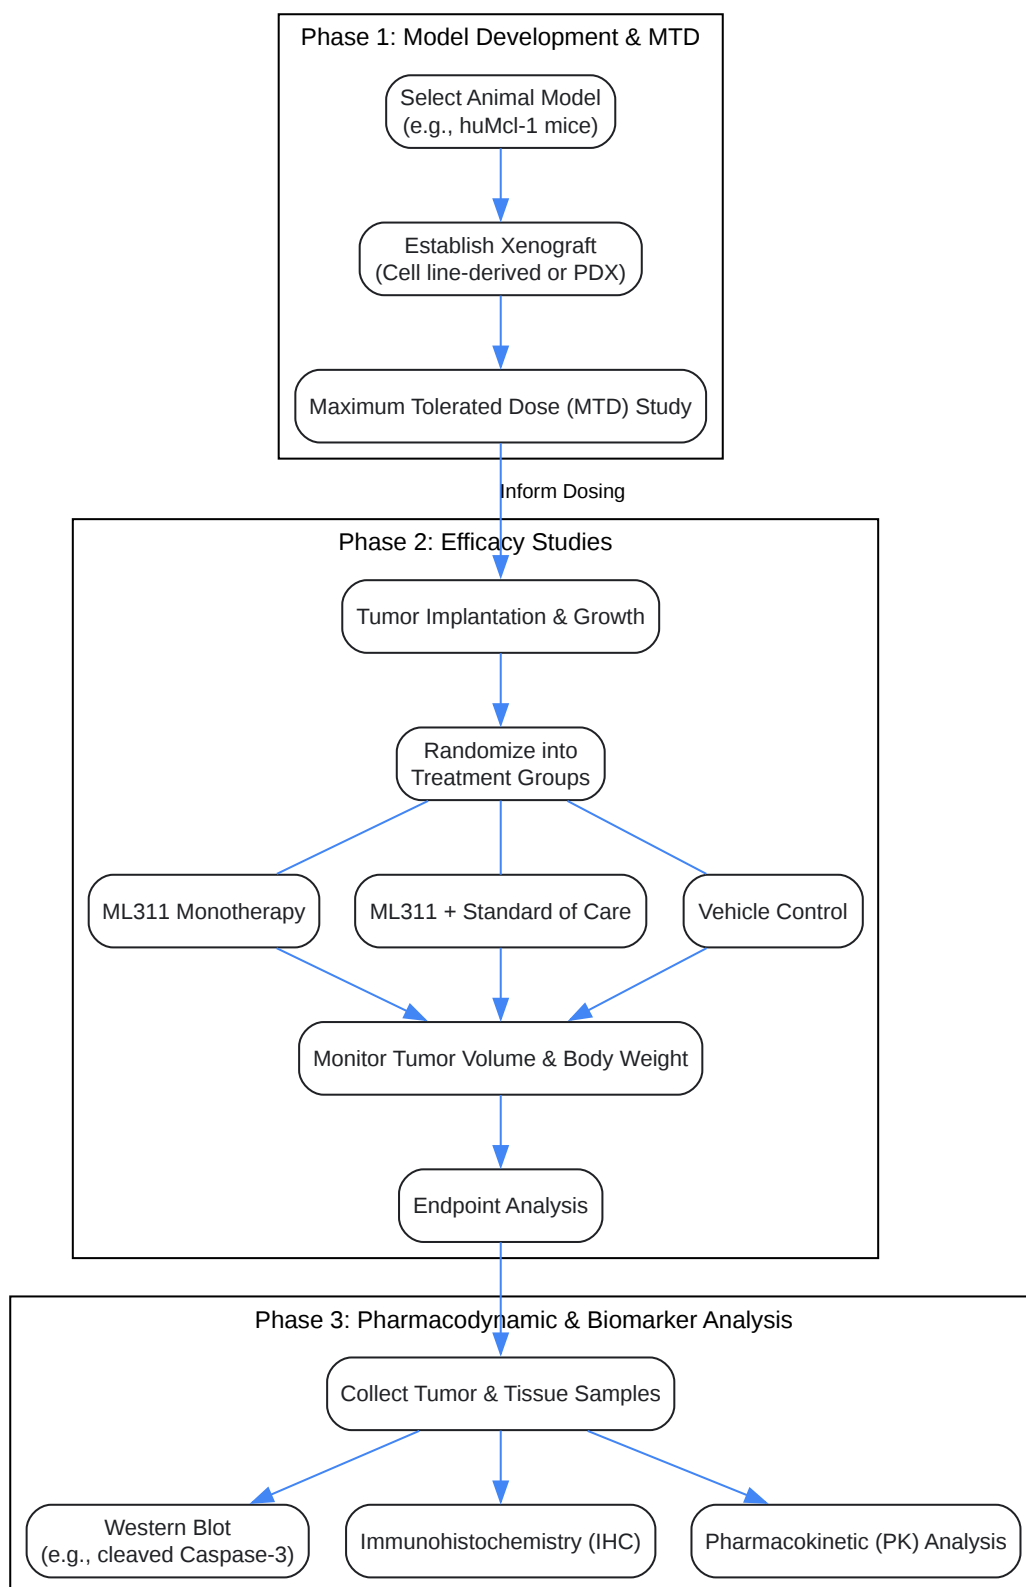 Phase 1: Model Development & MTD
Select Animal Model
(e.g., huMcl-1 mice)
Establish Xenograft
(Cell line-derived or PDX)
Maximum Tolerated Dose (MTD) Study
Inform Dosing
Phase 2: Efficacy Studies
Tumor Implantation & Growth
Randomize into
Treatment Groups
ML311 Monotherapy
ML311 + Standard of Care
Vehicle Control
Monitor Tumor Volume & Body Weight
Endpoint Analysis
Phase 3: Pharmacodynamic & Biomarker Analysis
Collect Tumor & Tissue Samples
Western Blot
(e.g., cleaved Caspase-3)
Immunohistochemistry (IHC)
Pharmacokinetic (PK) Analysis